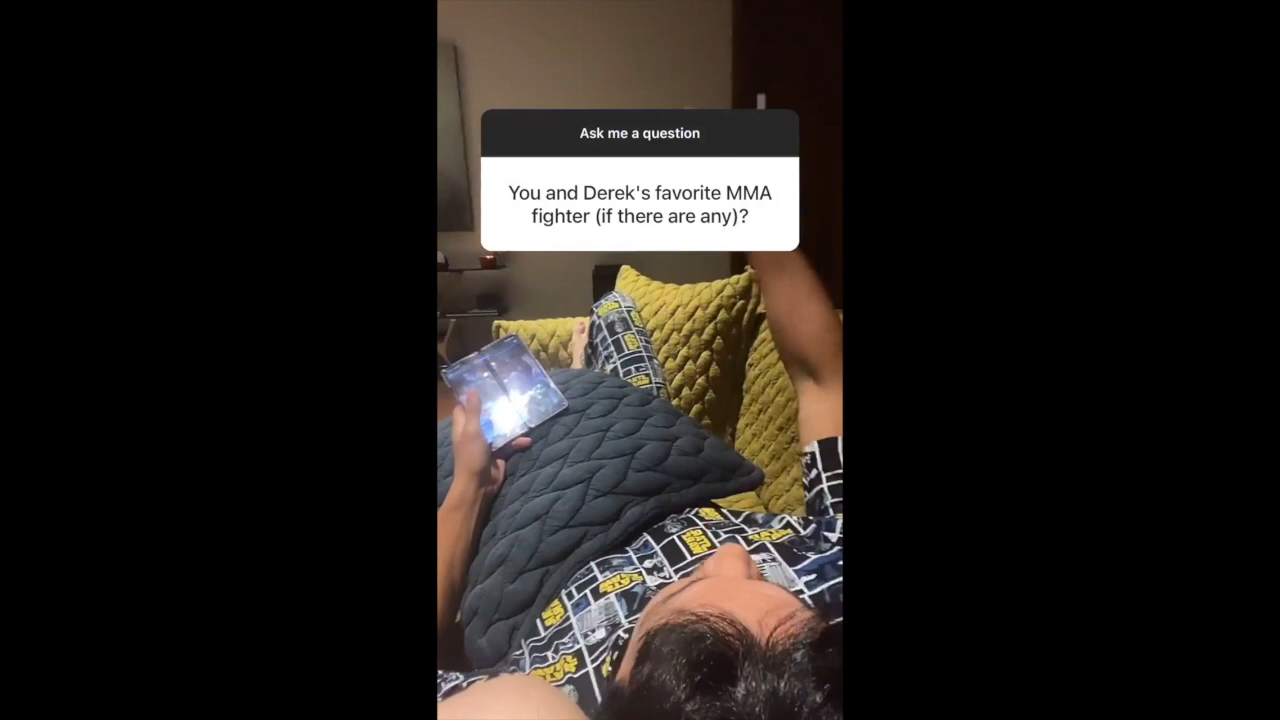 Ask me a question
You and Derek's favorite MMA
fighter (if there are any)?